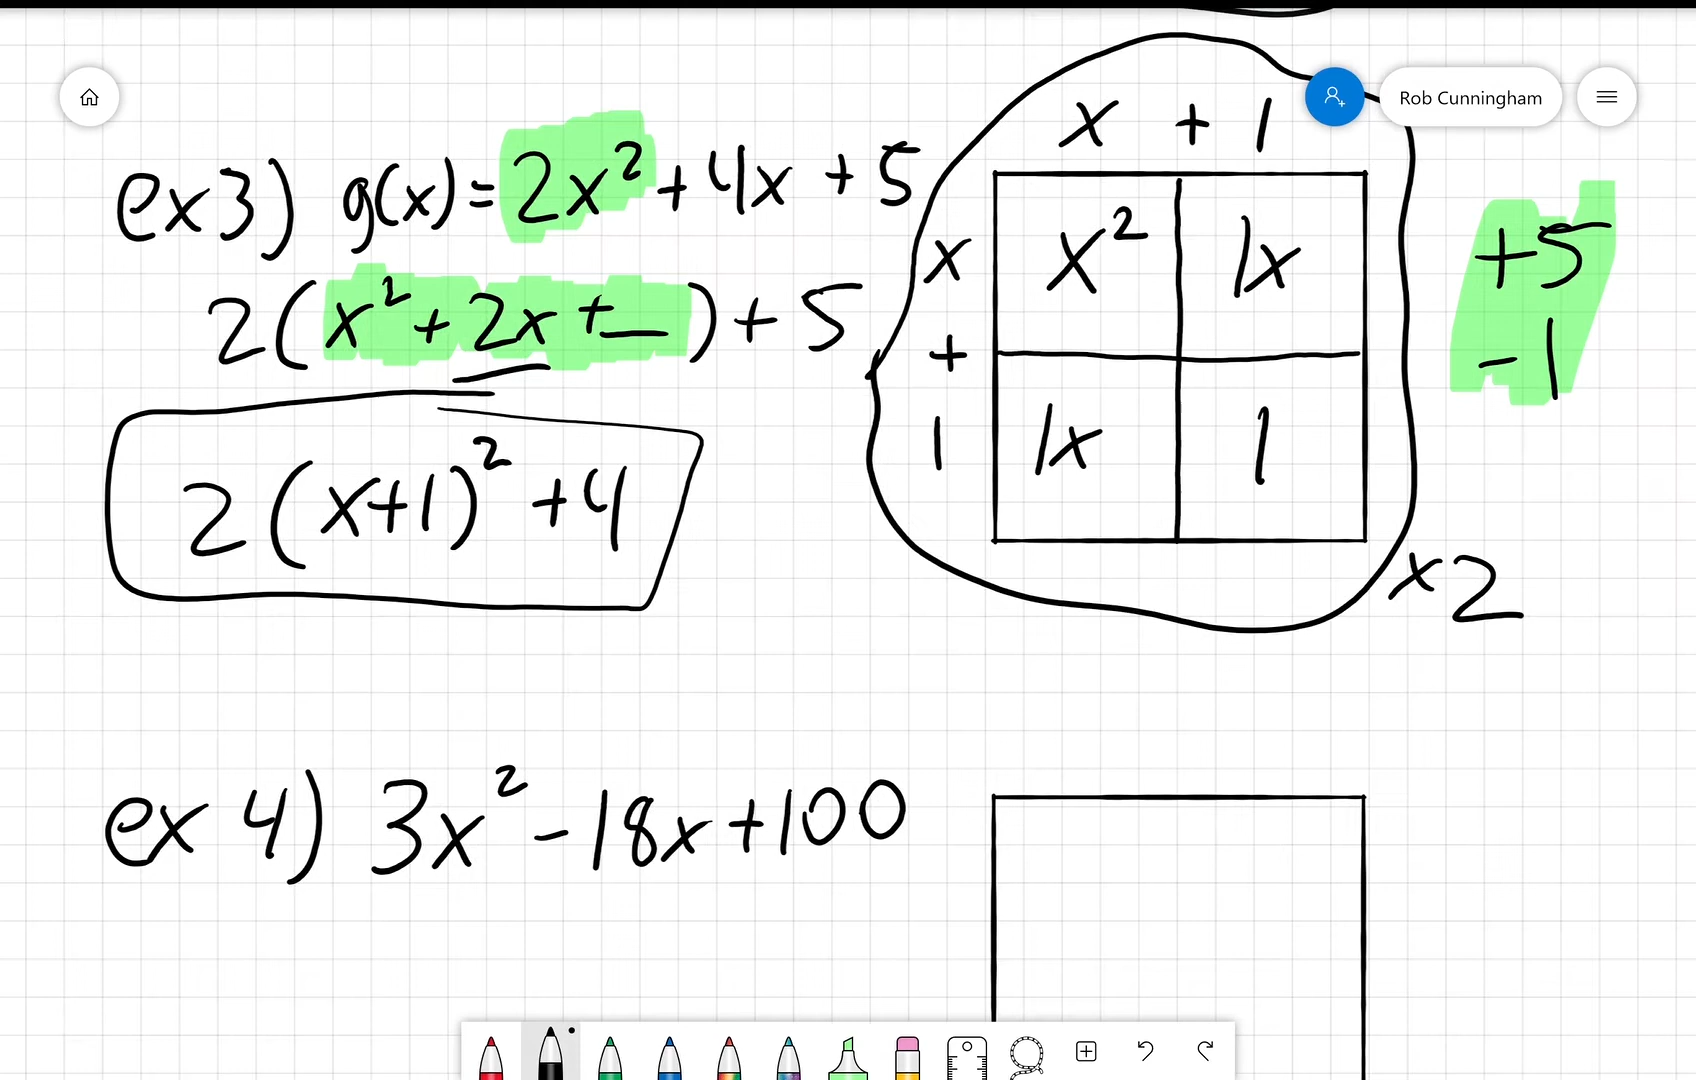 Rob Cunningham
ex3) g(x) = 2x² + 4x + 5
2(x² + 2x + _) + 5
2(x+1)² + 4
x + 1
x x² 1x
+
1 1x 1
+5
-1
x2
ex 4) 3x² - 18x + 100